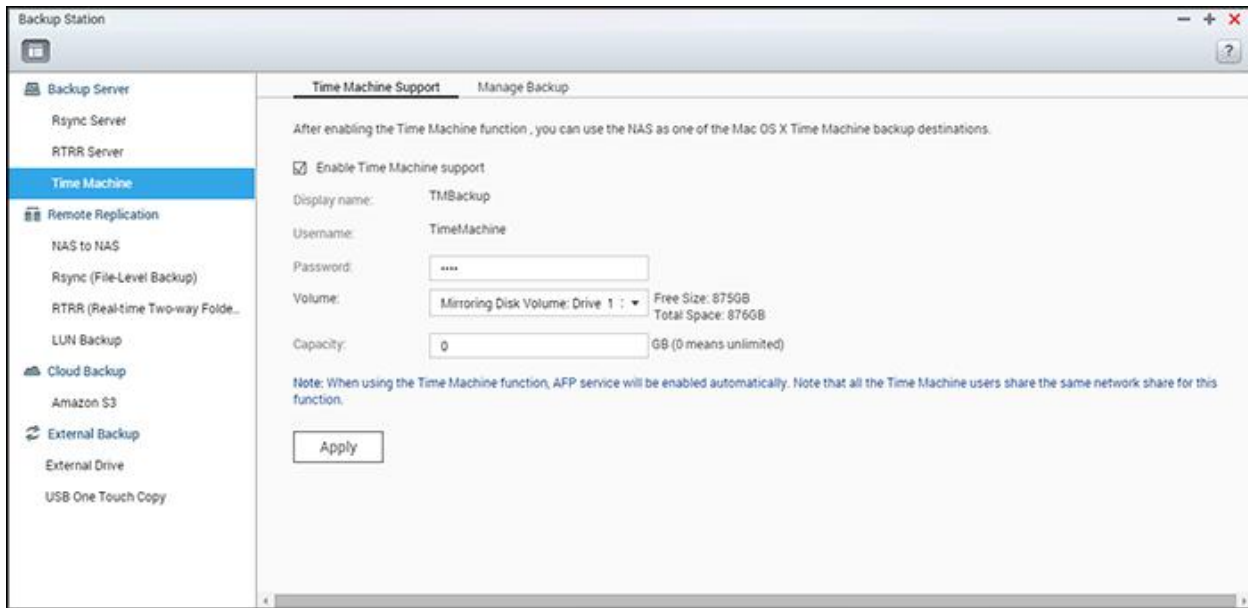 Backup Station
?
Backup Server
Rsync Server
RTRR Server
Time Machine
Remote Replication
NAS to NAS
Rsync (File-Level Backup)
RTRR (Real-time Two-way Folde...
LUN Backup
Cloud Backup
Amazon S3
External Backup
External Drive
USB One Touch Copy
Time Machine Support Manage Backup
After enabling the Time Machine function , you can use the NAS as one of the Mac OS X Time Machine backup destinations.
Enable Time Machine support
Display name: TMBackup
Username: TimeMachine
Password: ••••
Volume: Mirroring Disk Volume: Drive 1 Free Size: 875GB
Total Space: 876GB
Capacity: 0 GB (0 means unlimited)
Note: When using the Time Machine function, AFP service will be enabled automatically. Note that all the Time Machine users share the same network share for this
function.
Apply